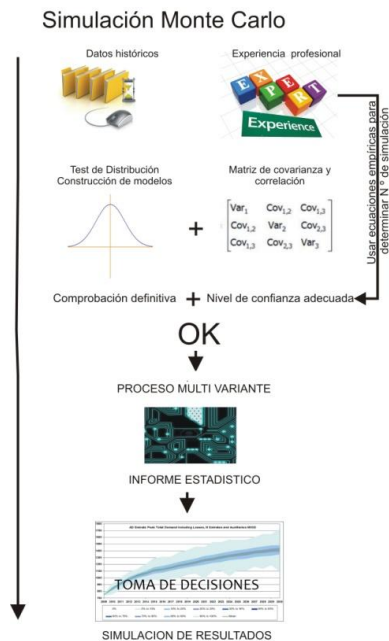 Simulación Monte Carlo
Datos históricos
Experiencia profesional
EXPERT
Experience
Test de Distribución
Construcción de modelos
Matriz de covarianza y
correlación
+
Var1 Cov1,2 Cov1,3
Cov1,2 Var2 Cov2,3
Cov1,3 Cov2,3 Var3
Usar ecuaciones empíricas para
determinar N º de simulación
Comprobación definitiva + Nivel de confianza adecuada
OK
PROCESO MULTI VARIANTE
INFORME ESTADISTICO
TOMA DE DECISIONES
SIMULACION DE RESULTADOS